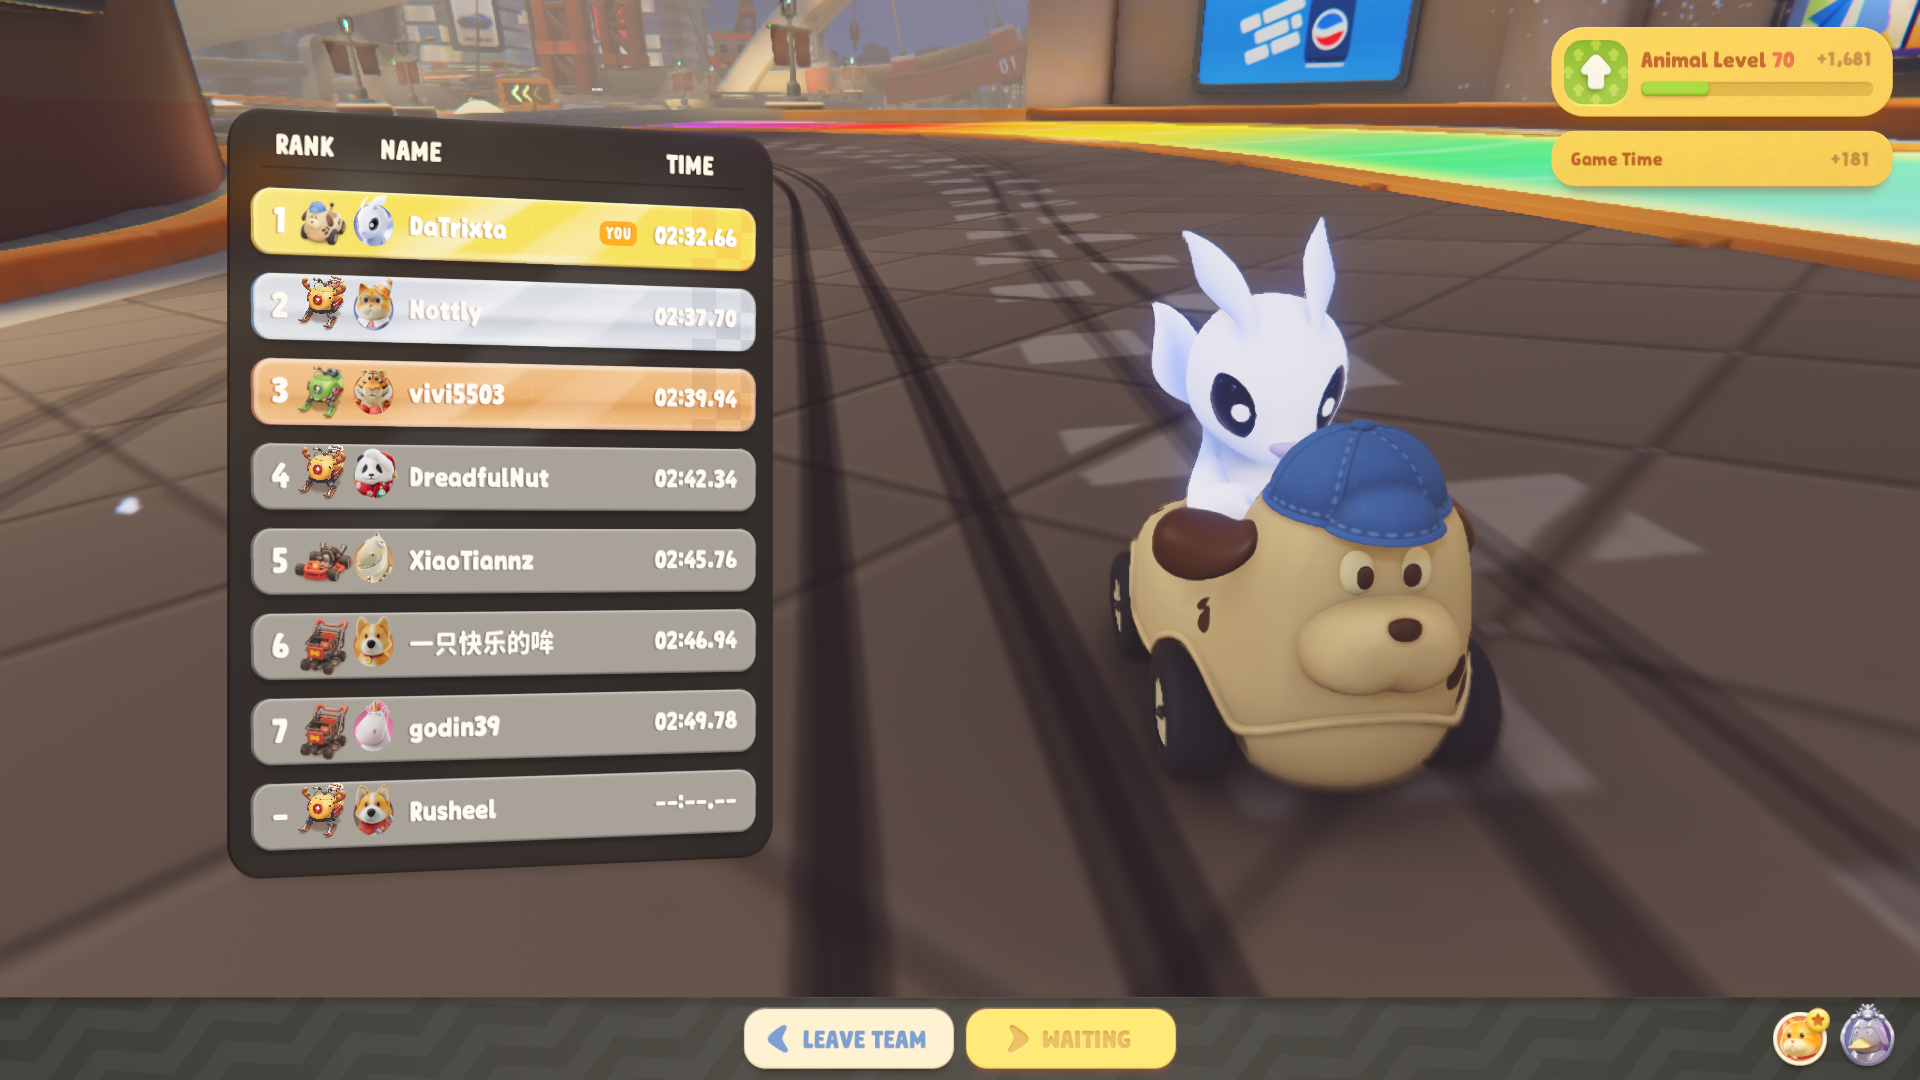 RANK NAME TIME
1 DaTrixta YOU 02:32.66
2 Nottly 02:37.70
3 vivi5503 02:39.94
4 DreadfulNut 02:42.34
5 XiaoTiannz 02:45.76
6 一只快乐的哞 02:46.94
7 godin39 02:49.78
- Rusheel --:--.--
01
Animal Level 70 +1,681
Game Time +181
LEAVE TEAM
WAITING